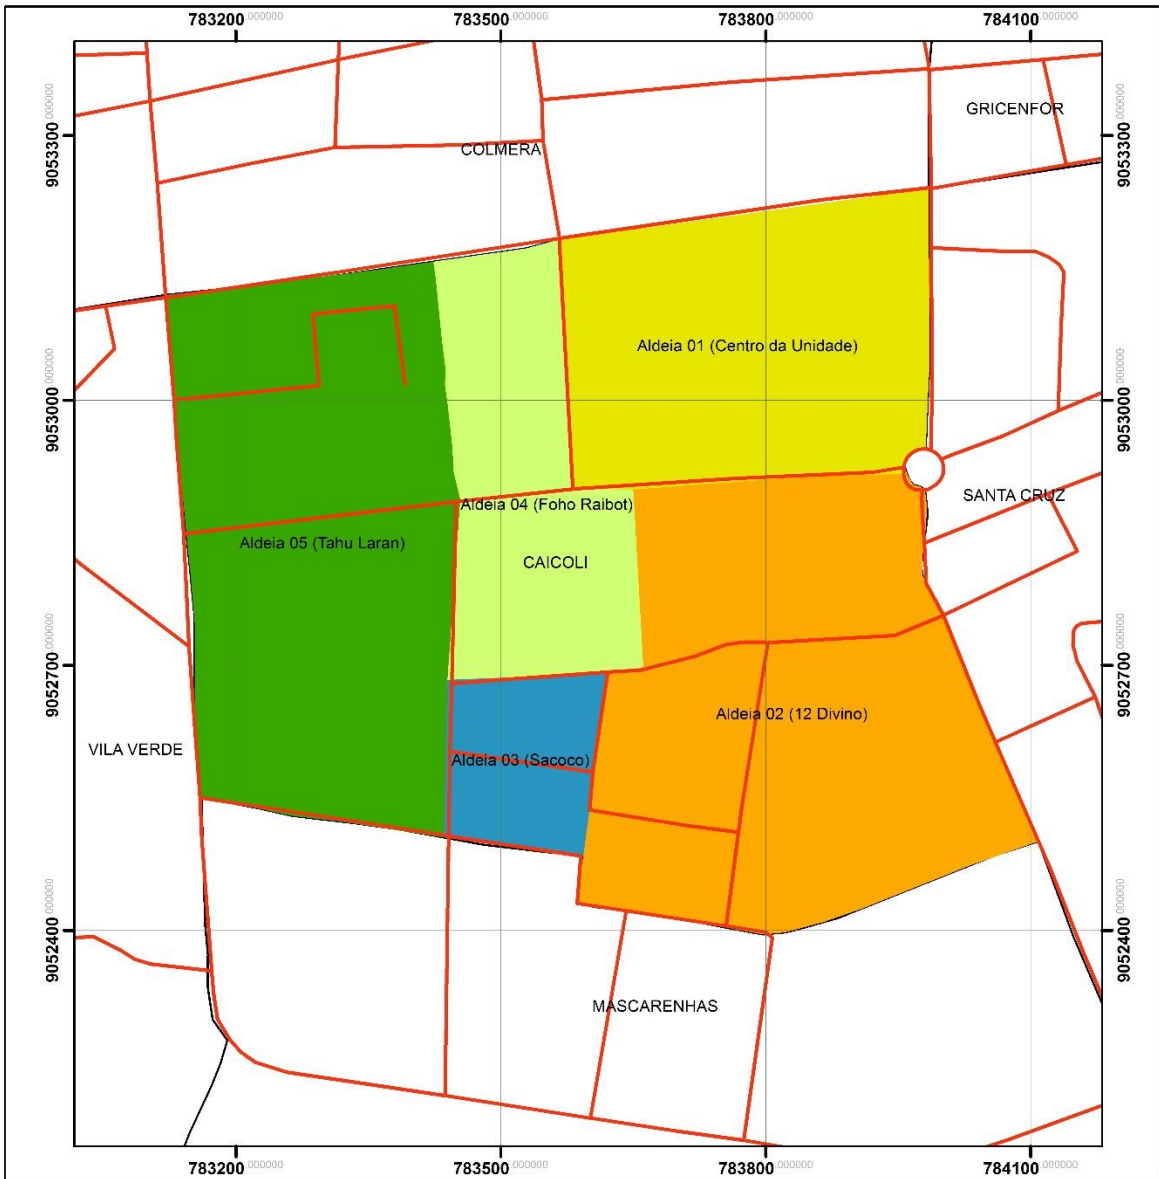 783200.000000 783500.000000 783800.000000 784100.000000
GRICENFOR
9053300.000000
9053300.000000
COLMERA
Aldeia 01 (Centro da Unidade)
9053000.000000
9053000.000000
SANTA CRUZ
Aldeia 04 (Foho Raibot)
Aldeia 05 (Tahu Laran)
CAICOLI
9052700.000000
9052700.000000
Aldeia 02 (12 Divino)
VILA VERDE
Aldeia 03 (Sacoco)
9052400.000000
9052400.000000
MASCARENHAS
783200.000000 783500.000000 783800.000000 784100.000000